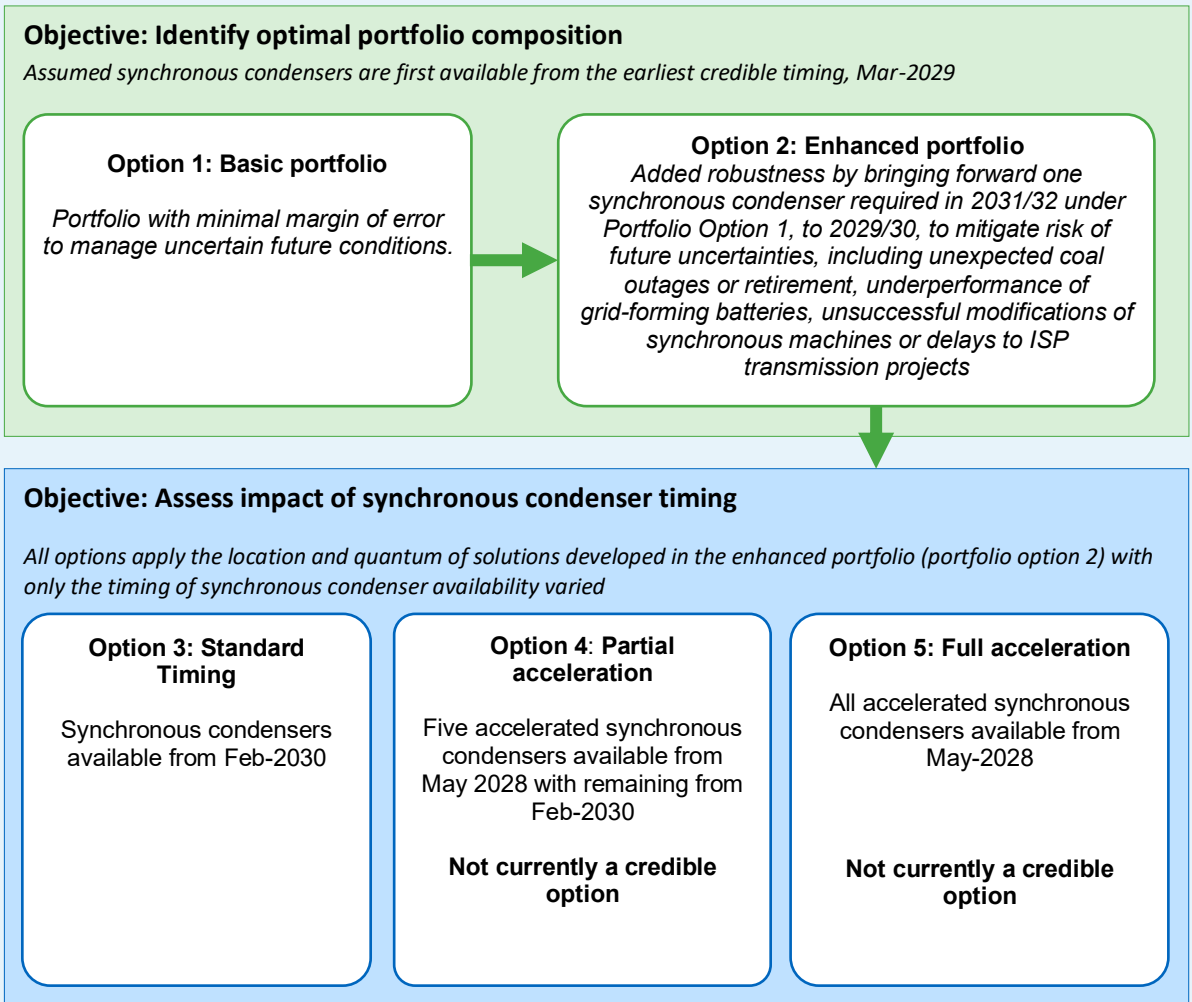 Objective: Identify optimal portfolio composition
Assumed synchronous condensers are first available from the earliest credible timing, Mar-2029
Option 1: Basic portfolio
Portfolio with minimal margin of error
to manage uncertain future conditions.
Option 2: Enhanced portfolio
Added robustness by bringing forward one
synchronous condenser required in 2031/32 under
Portfolio Option 1, to 2029/30, to mitigate risk of
future uncertainties, including unexpected coal
outages or retirement, underperformance of
grid-forming batteries, unsuccessful modifications of
synchronous machines or delays to ISP
transmission projects
Objective: Assess impact of synchronous condenser timing
All options apply the location and quantum of solutions developed in the enhanced portfolio (portfolio option 2) with
only the timing of synchronous condenser availability varied
Option 3: Standard
Timing
Synchronous condensers
available from Feb-2030
Option 4: Partial
acceleration
Five accelerated synchronous
condensers available from
May 2028 with remaining from
Feb-2030
Not currently a credible
option
Option 5: Full acceleration
All accelerated synchronous
condensers available from
May-2028
Not currently a credible
option